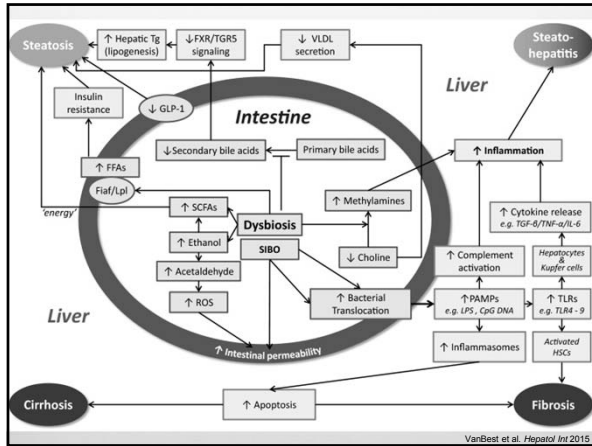 Steatosis
↑ Hepatic Tg
(lipogenesis)
↓FXR/TGR5
signaling
↓ VLDL
secretion
Steato-
hepatitis
Liver
Insulin
resistance
↓ GLP-1
Intestine
↓Secondary bile acids
Primary bile acids
↑ Inflammation
↑ FFAs
Fiaf/Lpl
'energy'
↑ SCFAs
Dysbiosis
↑ Methylamines
↑ Cytokine release
e.g. TGF-β/TNF-α/IL-6
↑ Ethanol
SIBO
↓ Choline
↑ Complement
activation
Hepatocytes
&
Kupfer cells
↑ Acetaldehyde
↑ ROS
↑ Bacterial
Translocation
↑PAMPs
e.g. LPS, CpG DNA
↑ TLRs
e.g. TLR4 - 9
Liver
↑ Intestinal permeability
↑ Inflammasomes
Activated
HSCs
Cirrhosis
↑ Apoptosis
Fibrosis
VanBest et al. Hepatol Int 2015